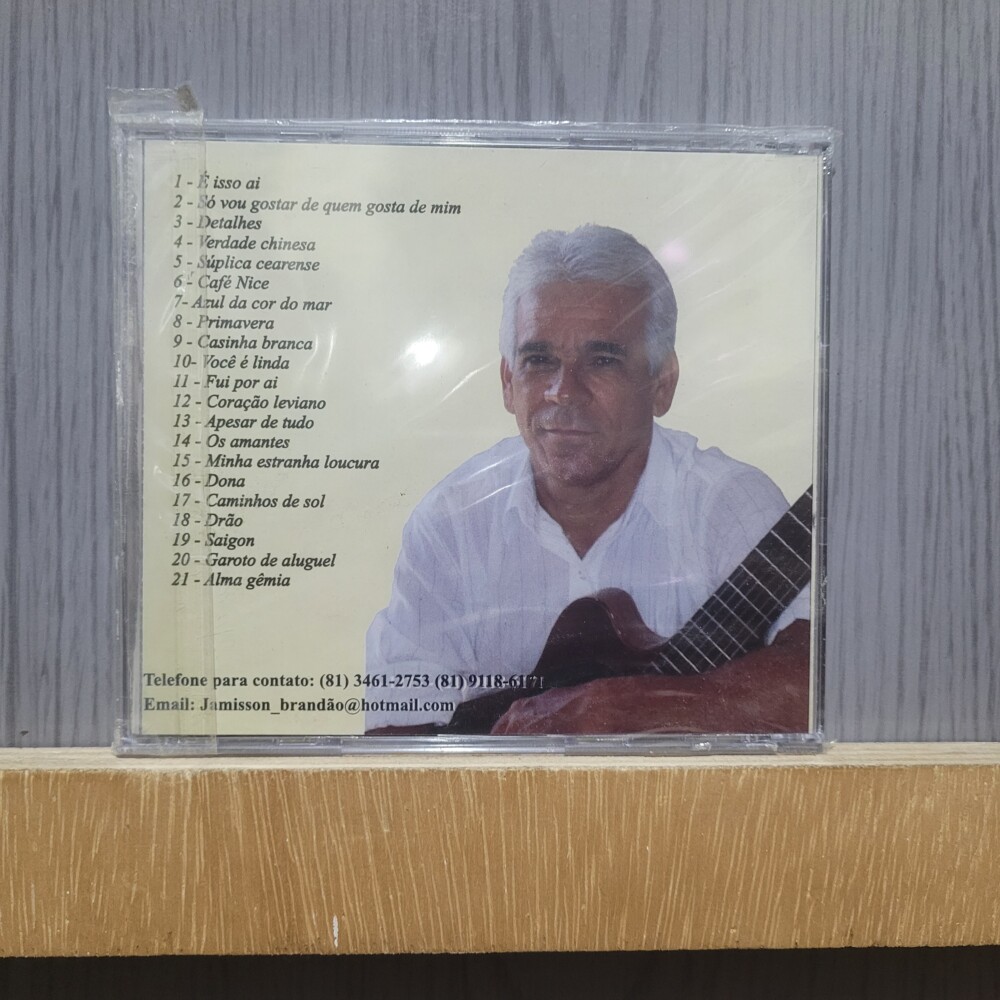 1 - É isso ai
2 - Só vou gostar de quem gosta de mim
3 - Detalhes
4 - Verdade chinesa
5 - Súplica cearense
6 - Café Nice
7- Azul da cor do mar
8 - Primavera
9 - Casinha branca
10- Você é linda
11 - Fui por ai
12 - Coração leviano
13 - Apesar de tudo
14 - Os amantes
15 - Minha estranha loucura
16 - Dona
17 - Caminhos de sol
18 - Drão
19 - Saigon
20 - Garoto de aluguel
21 - Alma gêmia
Telefone para contato: (81) 3461-2753 (81)
Email: Jamisson_brandão@hotmail.com